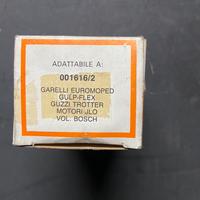 ADATTABILE A:
001616/2
GARELLI EUROMOPED
GULP-FLEX
GUZZI TROTTER
MOTORI JLO
VOL. BOSCH